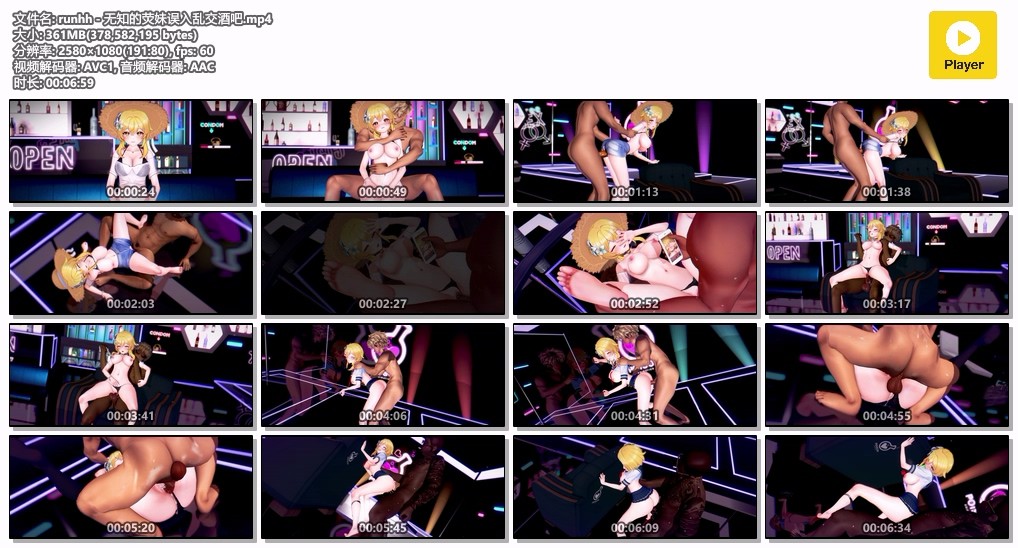 文件名: runhh - 无知的荧妹误入乱交酒吧.mp4
大小: 361MB(378,582,195 bytes)
分辨率: 2580×1080(191:80), fps: 60
视频解码器: AVC1, 音频解码器: AAC
时长: 00:06:59
Player
OPEN
CONDOM
00:00:24
OPEN
CONDOM
00:00:49
00:01:13
00:01:38
00:02:03
00:02:27
00:02:52
OPEN
CONDOM
00:03:17
CONDOM
00:03:41
00:04:06
00:04:31
00:04:55
00:05:20
00:05:45
00:06:09
00:06:34